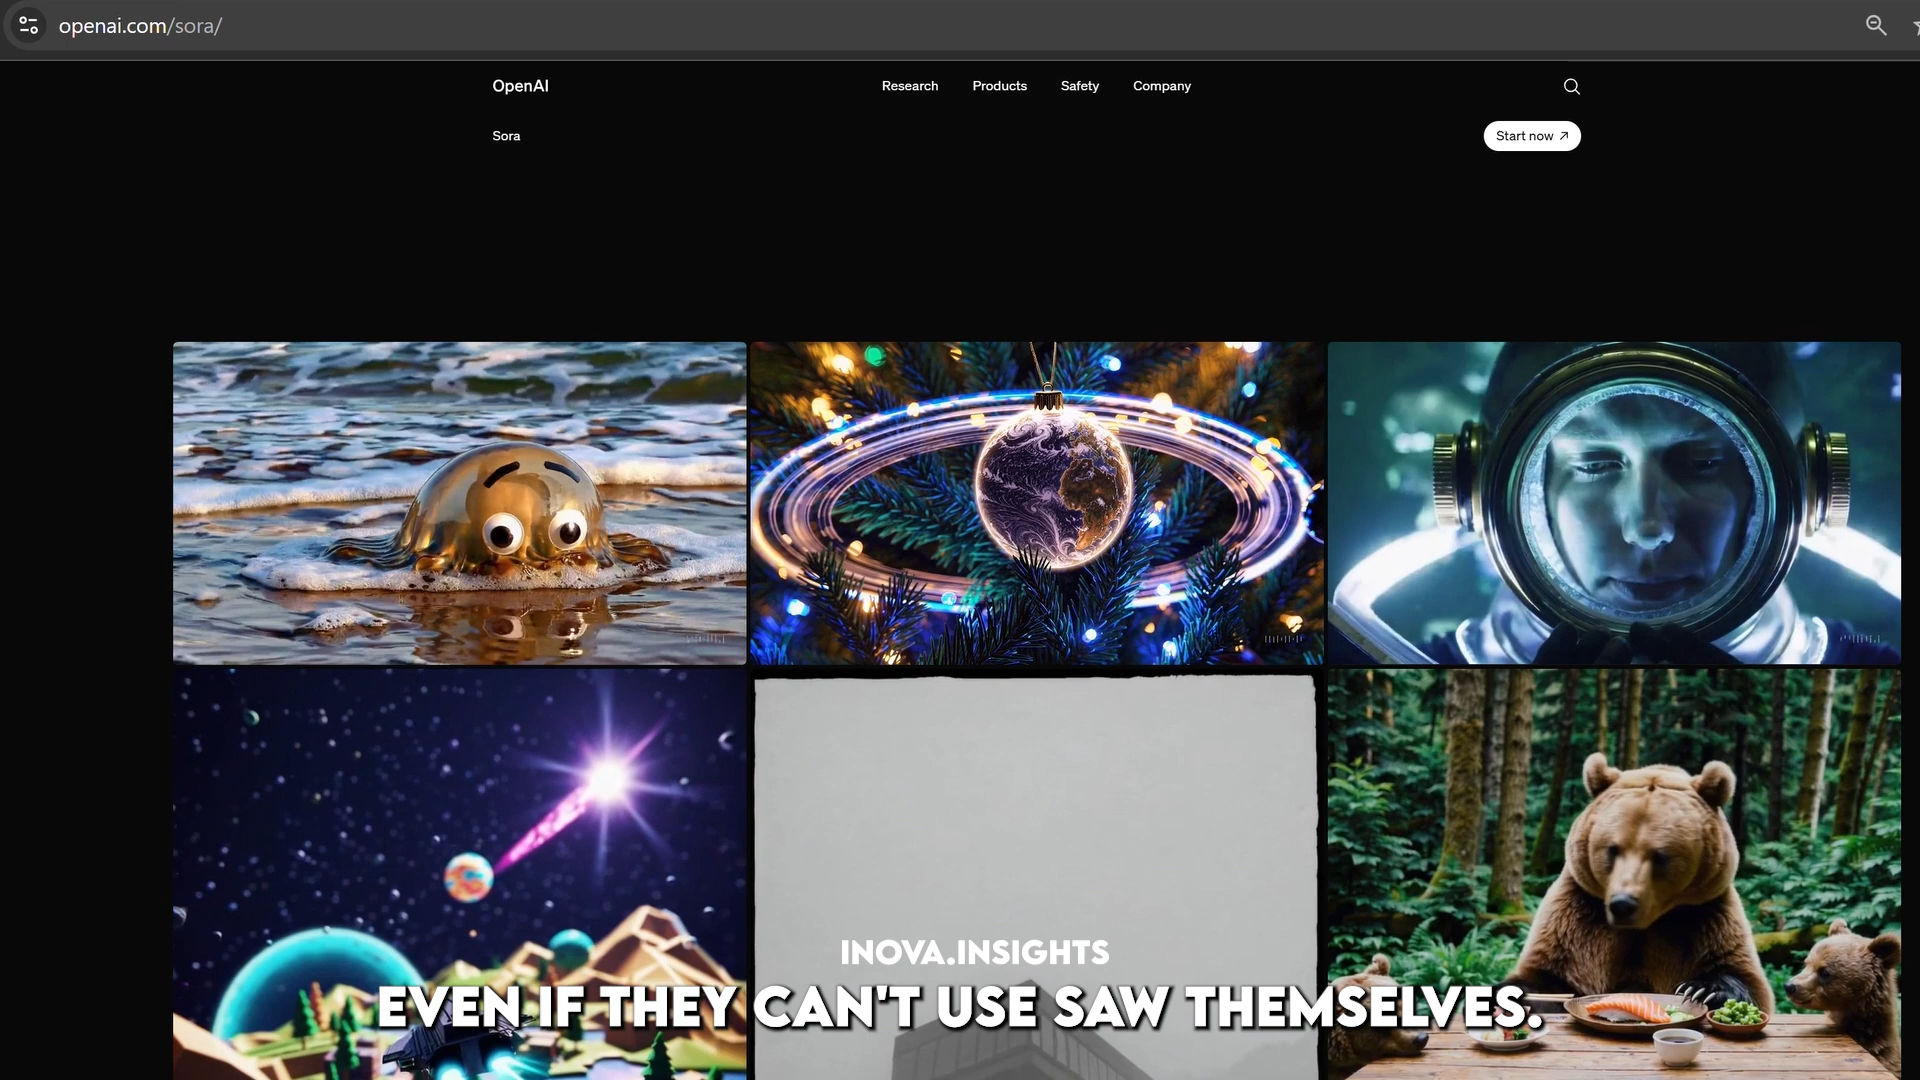 openai.com/sora/
OpenAI
Research
Products
Safety
Company
Sora
Start now
INOVA.INSIGHTS
EVEN IF THEY CAN'T USE SAW THEMSELVES.